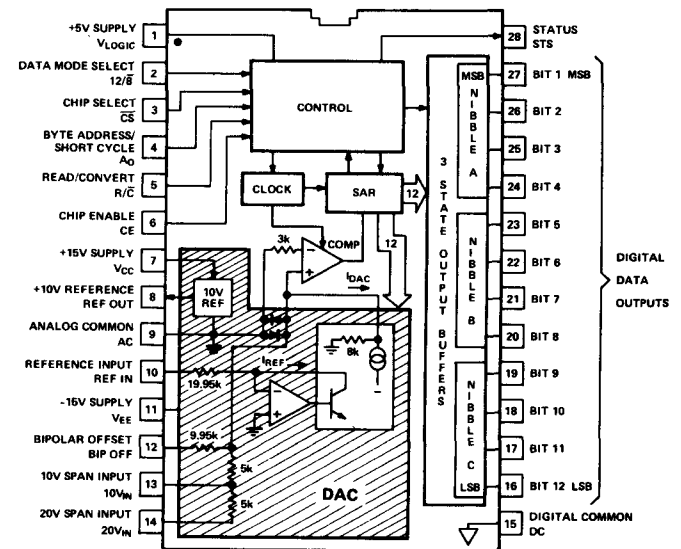 +5V SUPPLY
VLOGIC
1
DATA MODE SELECT
12/8̅
2
CHIP SELECT
C̅S̅
3
BYTE ADDRESS/
SHORT CYCLE
AO
4
READ/CONVERT
R/C̅
5
CHIP ENABLE
CE
6
+15V SUPPLY
VCC
7
+10V REFERENCE
REF OUT
8
ANALOG COMMON
AC
9
REFERENCE INPUT
REF IN
10
-15V SUPPLY
VEE
11
BIPOLAR OFFSET
BIP OFF
12
10V SPAN INPUT
10VIN
13
20V SPAN INPUT
20VIN
14
CONTROL
CLOCK
SAR
12
12
3k
COMP
-
+
IDAC
10V
REF
8k
-
IREF
19.95k
-
+
9.95k
5k
5k
DAC
3 STATE OUTPUT BUFFERS
MSB
NIBBLE A
NIBBLE B
NIBBLE C
LSB
28
STATUS
STS
27
BIT 1 MSB
26
BIT 2
25
BIT 3
24
BIT 4
23
BIT 5
22
BIT 6
21
BIT 7
20
BIT 8
19
BIT 9
18
BIT 10
17
BIT 11
16
BIT 12 LSB
15
DIGITAL COMMON
DC
DIGITAL
DATA
OUTPUTS